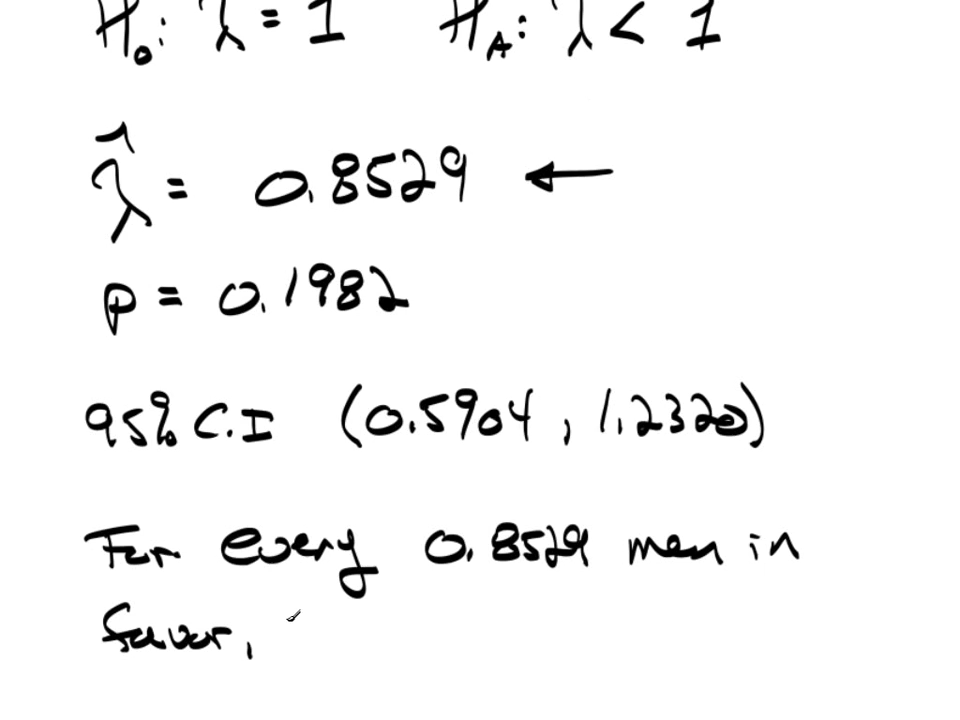 H₀: λ = 1 H_A: λ < 1
λ̂ = 0.8529 ←
p = 0.1982
95% C.I (0.5904, 1.2320)
For every 0.8529 men in
favor,